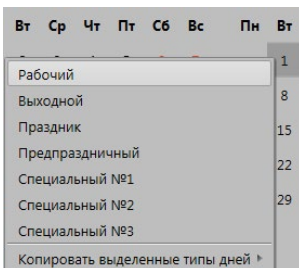 Вт Ср Чт Пт Сб Вс Пн Вт
1
Рабочий
Выходной
8
Праздник
15
Предпраздничный
Специальный №1
22
Специальный №2
29
Специальный №3
Копировать выделенные типы дней